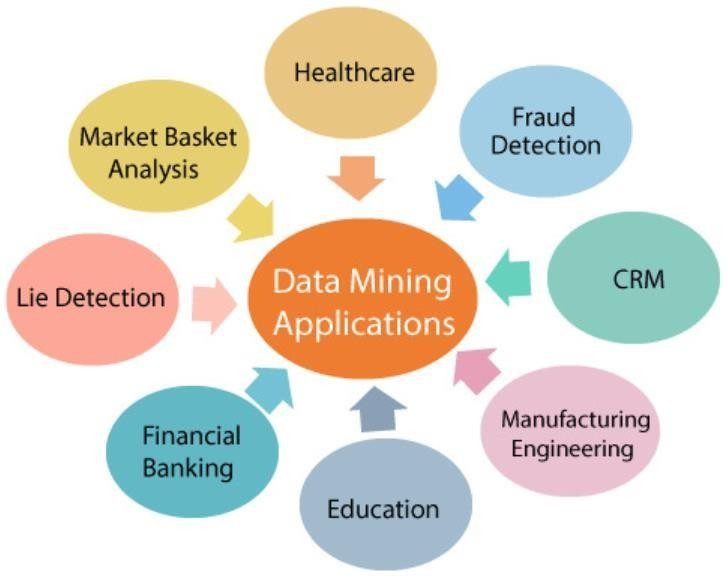 Healthcare
Fraud
Detection
CRM
Manufacturing
Engineering
Education
Financial
Banking
Lie Detection
Market Basket
Analysis
Data Mining
Applications